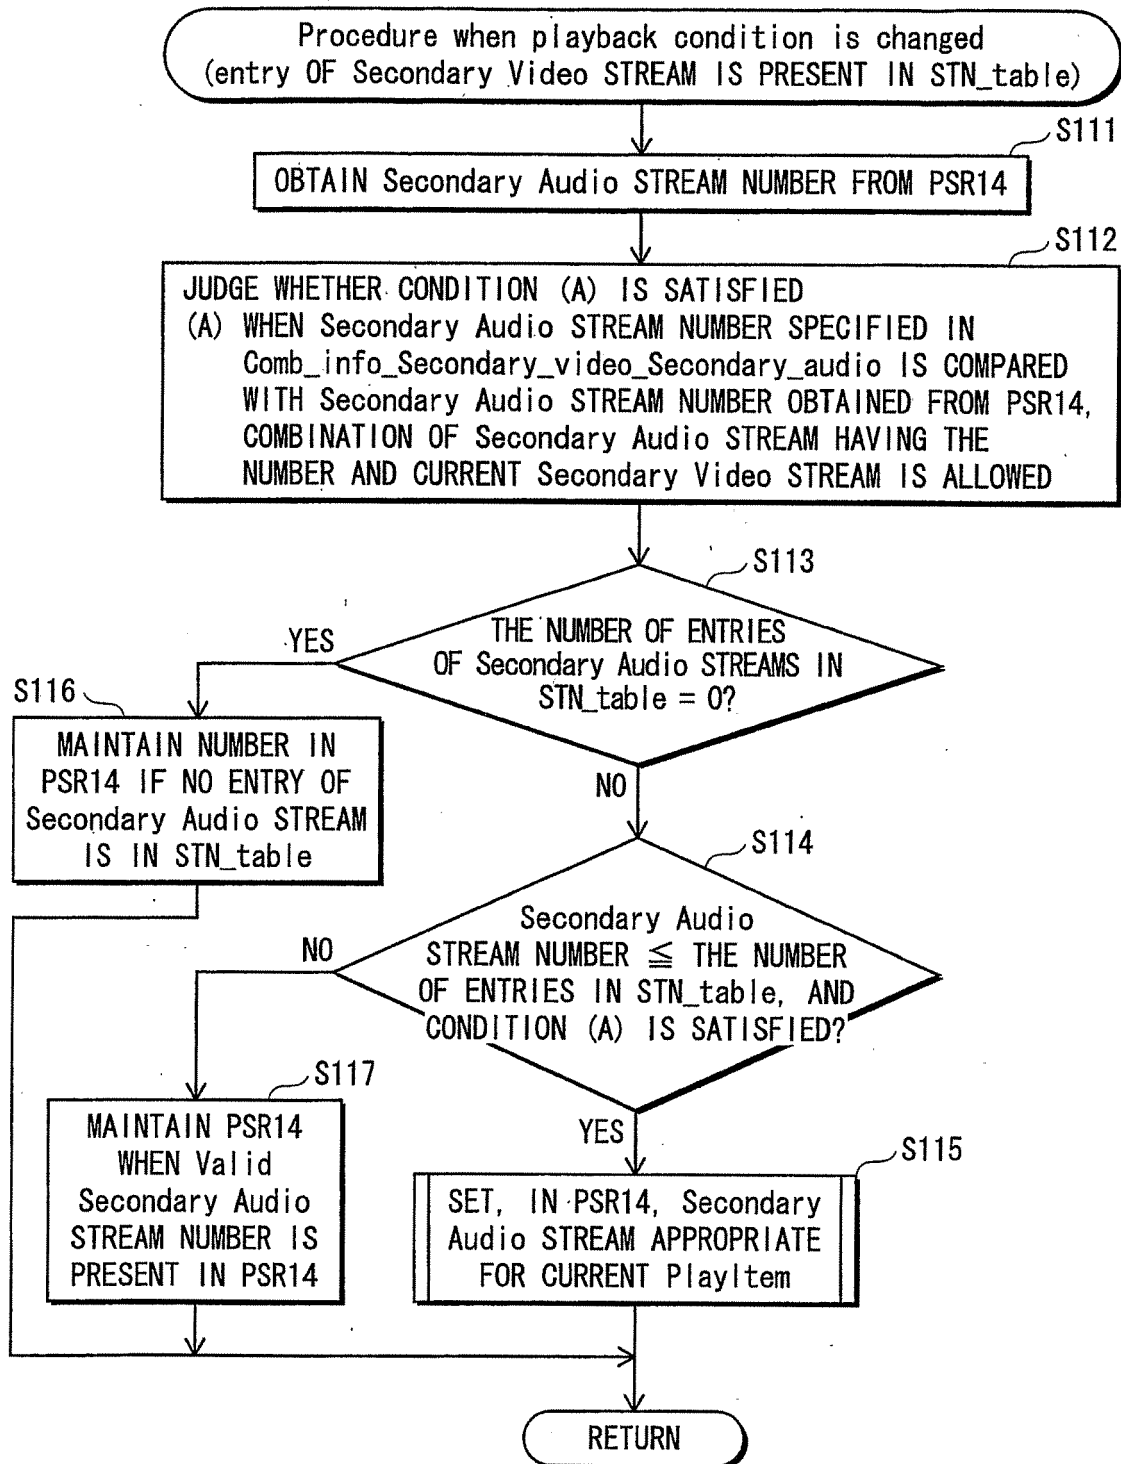 Procedure when playback condition is changed
(entry OF Secondary Video STREAM IS PRESENT IN STN_table)
S111
OBTAIN Secondary Audio STREAM NUMBER FROM PSR14
S112
JUDGE WHETHER CONDITION (A) IS SATISFIED
(A) WHEN Secondary Audio STREAM NUMBER SPECIFIED IN
Comb_info_Secondary_video_Secondary_audio IS COMPARED
WITH Secondary Audio STREAM NUMBER OBTAINED FROM PSR14,
COMBINATION OF Secondary Audio STREAM HAVING THE
NUMBER AND CURRENT Secondary Video STREAM IS ALLOWED
S113
THE NUMBER OF ENTRIES
OF Secondary Audio STREAMS IN
STN_table = 0?
YES
S116
MAINTAIN NUMBER IN
PSR14 IF NO ENTRY OF
Secondary Audio STREAM
IS IN STN_table
NO
S114
Secondary Audio
STREAM NUMBER ≦ THE NUMBER
OF ENTRIES IN STN_table, AND
CONDITION (A) IS SATISFIED?
NO
S117
MAINTAIN PSR14
WHEN Valid
Secondary Audio
STREAM NUMBER IS
PRESENT IN PSR14
YES
S115
SET, IN PSR14, Secondary
Audio STREAM APPROPRIATE
FOR CURRENT PlayItem
RETURN